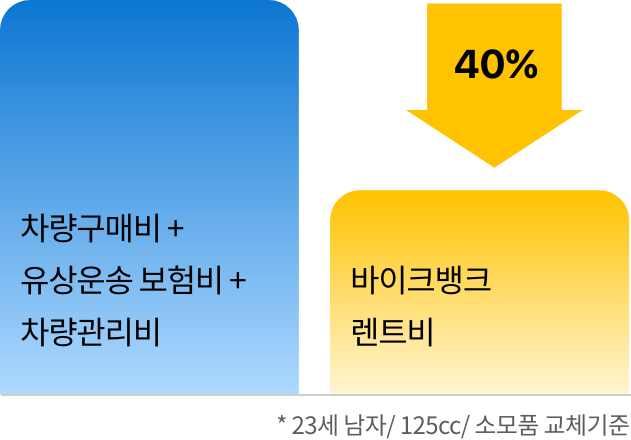 40%
차량구매비 +
유상운송 보험비 +
차량관리비
바이크뱅크
렌트비
* 23세 남자/ 125cc/ 소모품 교체기준